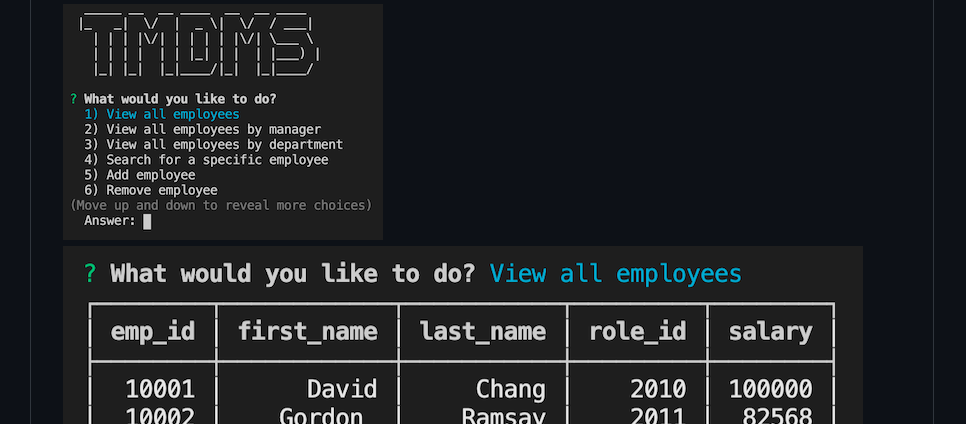 TMDMS
? What would you like to do?
1) View all employees
2) View all employees by manager
3) View all employees by department
4) Search for a specific employee
5) Add employee
6) Remove employee
(Move up and down to reveal more choices)
Answer:
? What would you like to do? View all employees
emp_id first_name last_name role_id salary
10001 David Chang 2010 100000
10002 Gordon Ramsay 2011 82568